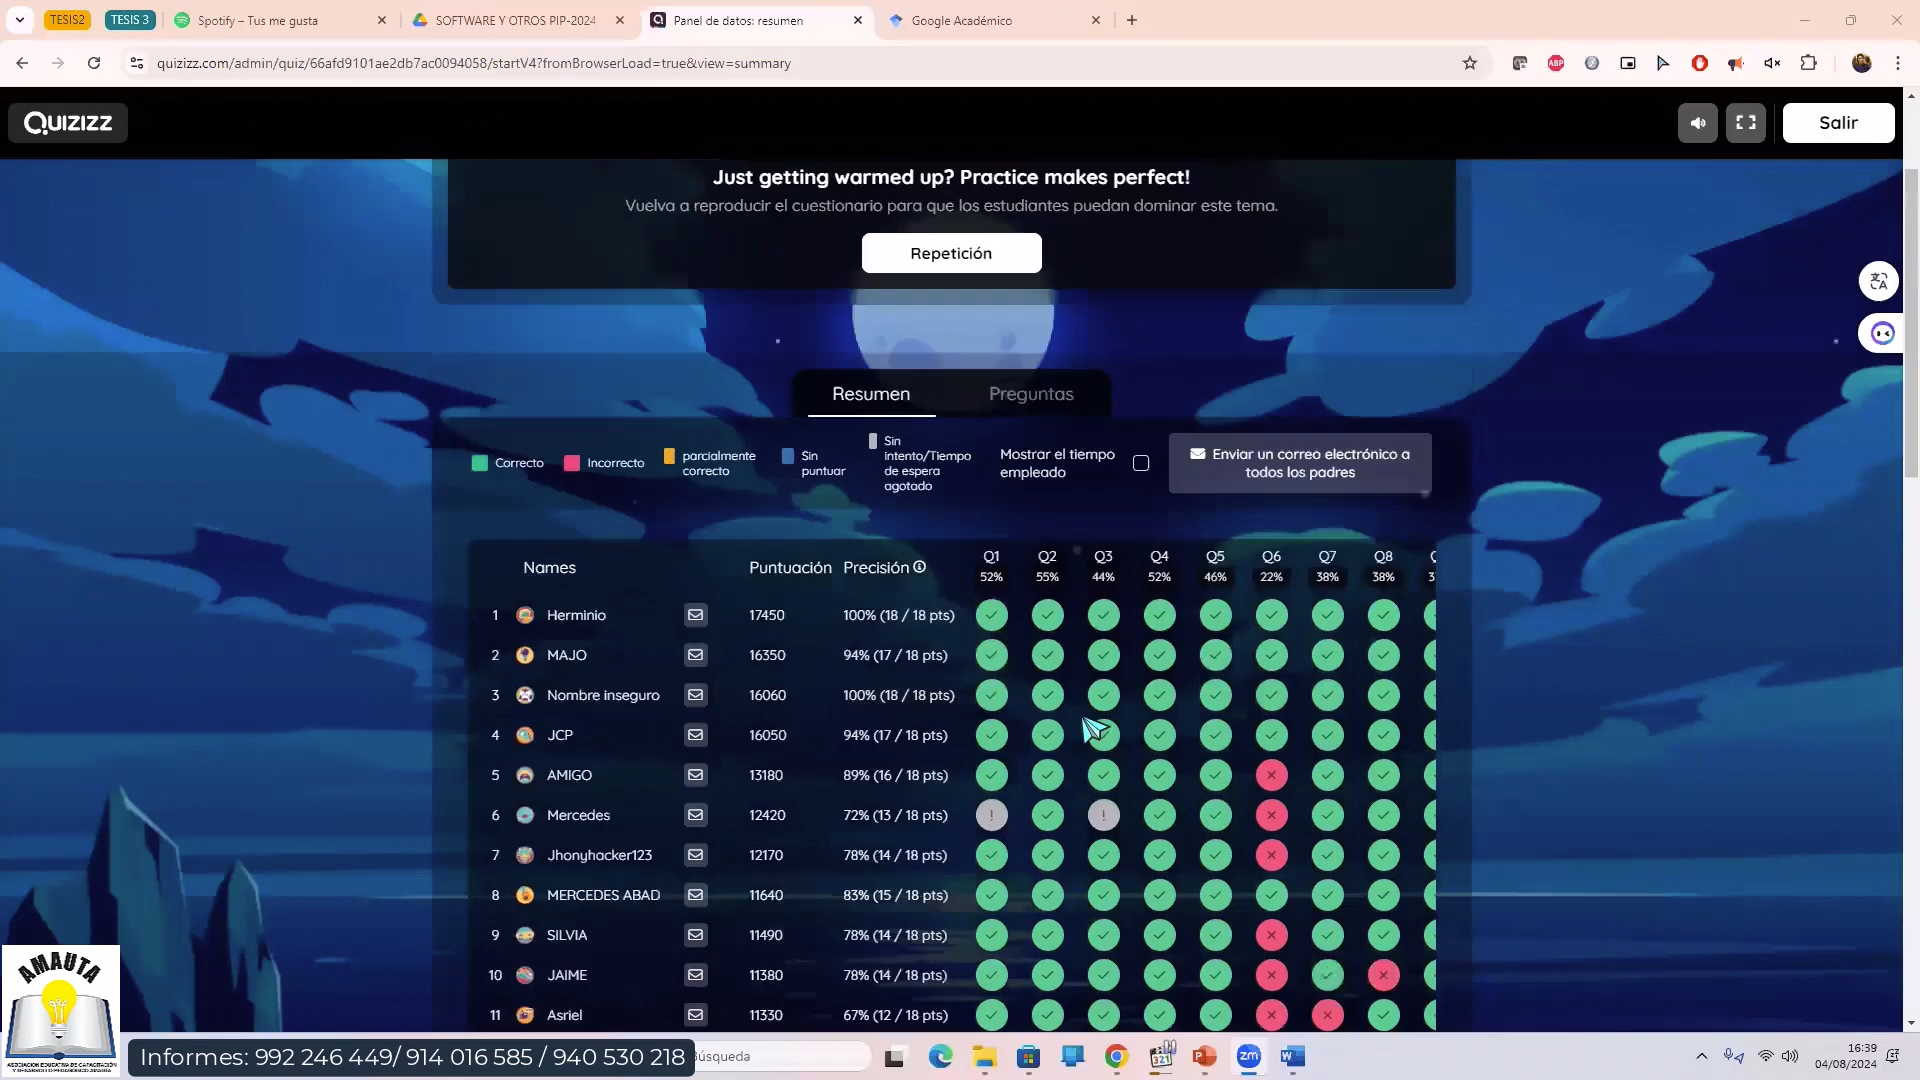 TESIS2
TESIS 3
Spotify – Tus me gusta
SOFTWARE Y OTROS PIP-2024
Panel de datos: resumen
Google Académico
quizizz.com/admin/quiz/66afd9101ae2db7ac0094058/startV4?fromBrowserLoad=true&view=summary
ABP
Quizizz
Salir
Just getting warmed up? Practice makes perfect!
Vuelva a reproducir el cuestionario para que los estudiantes puedan dominar este tema.
Repetición
Resumen
Preguntas
Correcto
Incorrecto
parcialmente
correcto
Sin
puntuar
Sin
intento/Tiempo
de espera
agotado
Mostrar el tiempo
empleado
Enviar un correo electrónico a
todos los padres
Names Puntuación Precisión Q1 Q2 Q3 Q4 Q5 Q6 Q7 Q8
52% 55% 44% 52% 46% 22% 38% 38%
1 Herminio 17450 100% (18 / 18 pts)
2 MAJO 16350 94% (17 / 18 pts)
3 Nombre inseguro 16060 100% (18 / 18 pts)
4 JCP 16050 94% (17 / 18 pts)
5 AMIGO 13180 89% (16 / 18 pts)
6 Mercedes 12420 72% (13 / 18 pts)
7 Jhonyhacker123 12170 78% (14 / 18 pts)
8 MERCEDES ABAD 11640 83% (15 / 18 pts)
9 SILVIA 11490 78% (14 / 18 pts)
10 JAIME 11380 78% (14 / 18 pts)
11 Asriel 11330 67% (12 / 18 pts)
AMAUTA
ASOCIACION EDUCATIVA DE CAPACITACION
Informes: 992 246 449/ 914 016 585 / 940 530 218
Búsqueda
321
zm
16:39
04/08/2024